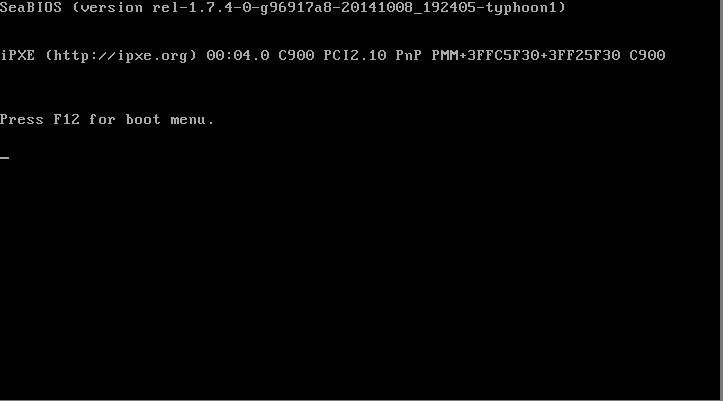 SeaBIOS (version rel-1.7.4-0-g96917a8-20141008_192405-typhoon1)
iPXE (http://ipxe.org) 00:04.0 C900 PCI2.10 PnP PMM+3FFC5F30+3FF25F30 C900
Press F12 for boot menu.